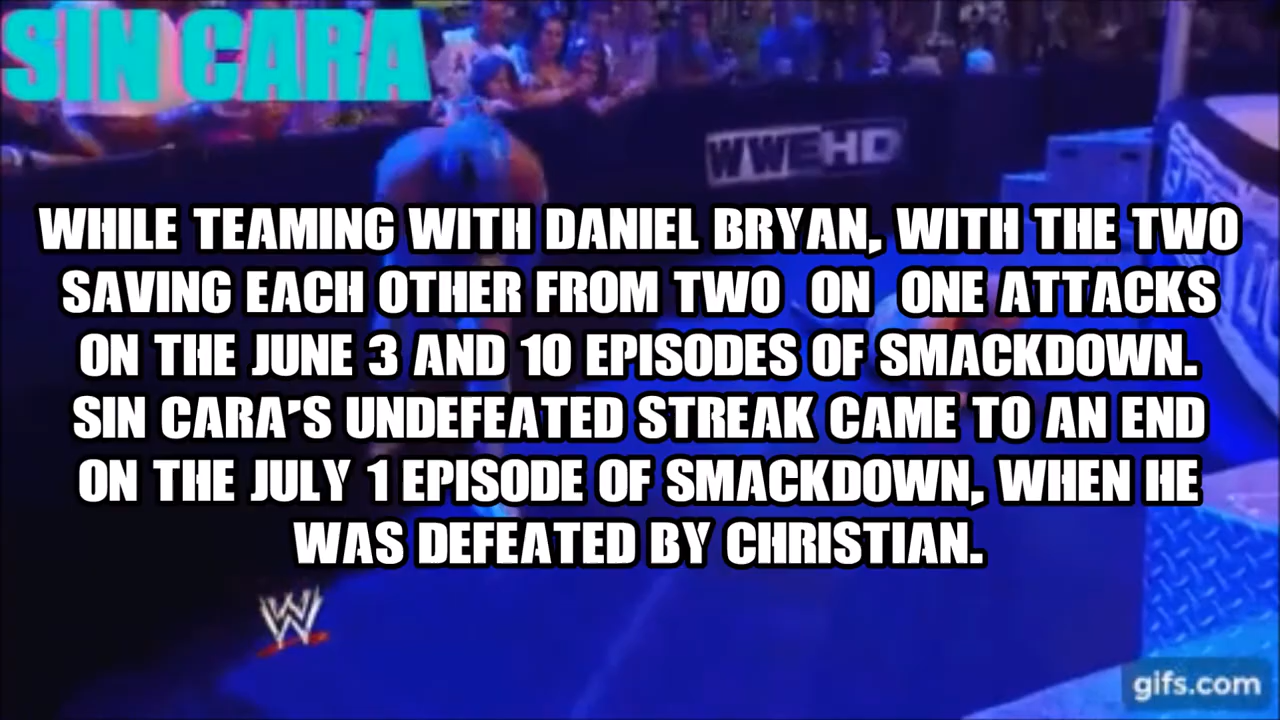 SIN CARA
WWE HD
WHILE TEAMING WITH DANIEL BRYAN, WITH THE TWO
SAVING EACH OTHER FROM TWO ON ONE ATTACKS
ON THE JUNE 3 AND 10 EPISODES OF SMACKDOWN.
SIN CARA'S UNDEFEATED STREAK CAME TO AN END
ON THE JULY 1 EPISODE OF SMACKDOWN, WHEN HE
WAS DEFEATED BY CHRISTIAN.
W
gifs.com